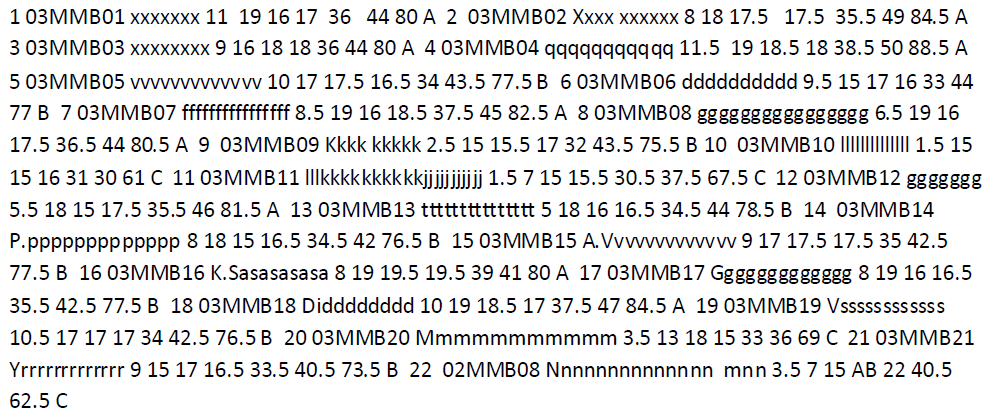 1 03MMB01 xxxxxxx 11 19 16 17 36 44 80 A 2 03MMB02 Xxxx xxxxxx 8 18 17.5 17.5 35.5 49 84.5 A
3 03MMB03 xxxxxxxx 9 16 18 18 36 44 80 A 4 03MMB04 qqqqqqqqqqq 11.5 19 18.5 18 38.5 50 88.5 A
5 03MMB05 vvvvvvvvvvvvv 10 17 17.5 16.5 34 43.5 77.5 B 6 03MMB06 dddddddddd 9.5 15 17 16 33 44
77 B 7 03MMB07 ffffffffffffffff 8.5 19 16 18.5 37.5 45 82.5 A 8 03MMB08 gggggggggggggggg 6.5 19 16
17.5 36.5 44 80.5 A 9 03MMB09 Kkkk kkkkk 2.5 15 15.5 17 32 43.5 75.5 B 10 03MMB10 llllllllllllll 1.5 15
15 16 31 30 61 C 11 03MMB11 lllkkkkkkkkkkjjjjjjjjjjj 1.5 7 15 15.5 30.5 37.5 67.5 C 12 03MMB12 ggggggg
5.5 18 15 17.5 35.5 46 81.5 A 13 03MMB13 ttttttttttttttttt 5 18 16 16.5 34.5 44 78.5 B 14 03MMB14
P.pppppppppppppp 8 18 15 16.5 34.5 42 76.5 B 15 03MMB15 A.Vvvvvvvvvvvvv 9 17 17.5 17.5 35 42.5
77.5 B 16 03MMB16 K.Sasasasasa 8 19 19.5 19.5 39 41 80 A 17 03MMB17 Ggggggggggggg 8 19 16 16.5
35.5 42.5 77.5 B 18 03MMB18 Didddddddd 10 19 18.5 17 37.5 47 84.5 A 19 03MMB19 Vsssssssssss
10.5 17 17 17 34 42.5 76.5 B 20 03MMB20 Mmmmmmmmmmmm 3.5 13 18 15 33 36 69 C 21 03MMB21
Yrrrrrrrrrrrrrr 9 15 17 16.5 33.5 40.5 73.5 B 22 02MMB08 Nnnnnnnnnnnnnn mnn 3.5 7 15 AB 22 40.5
62.5 C